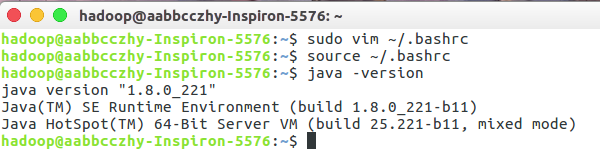 hadoop@aabbcczhy-Inspiron-5576: ~
hadoop@aabbcczhy-Inspiron-5576:~$ sudo vim ~/.bashrc
hadoop@aabbcczhy-Inspiron-5576:~$ source ~/.bashrc
hadoop@aabbcczhy-Inspiron-5576:~$ java -version
java version "1.8.0_221"
Java(TM) SE Runtime Environment (build 1.8.0_221-b11)
Java HotSpot(TM) 64-Bit Server VM (build 25.221-b11, mixed mode)
hadoop@aabbcczhy-Inspiron-5576:~$